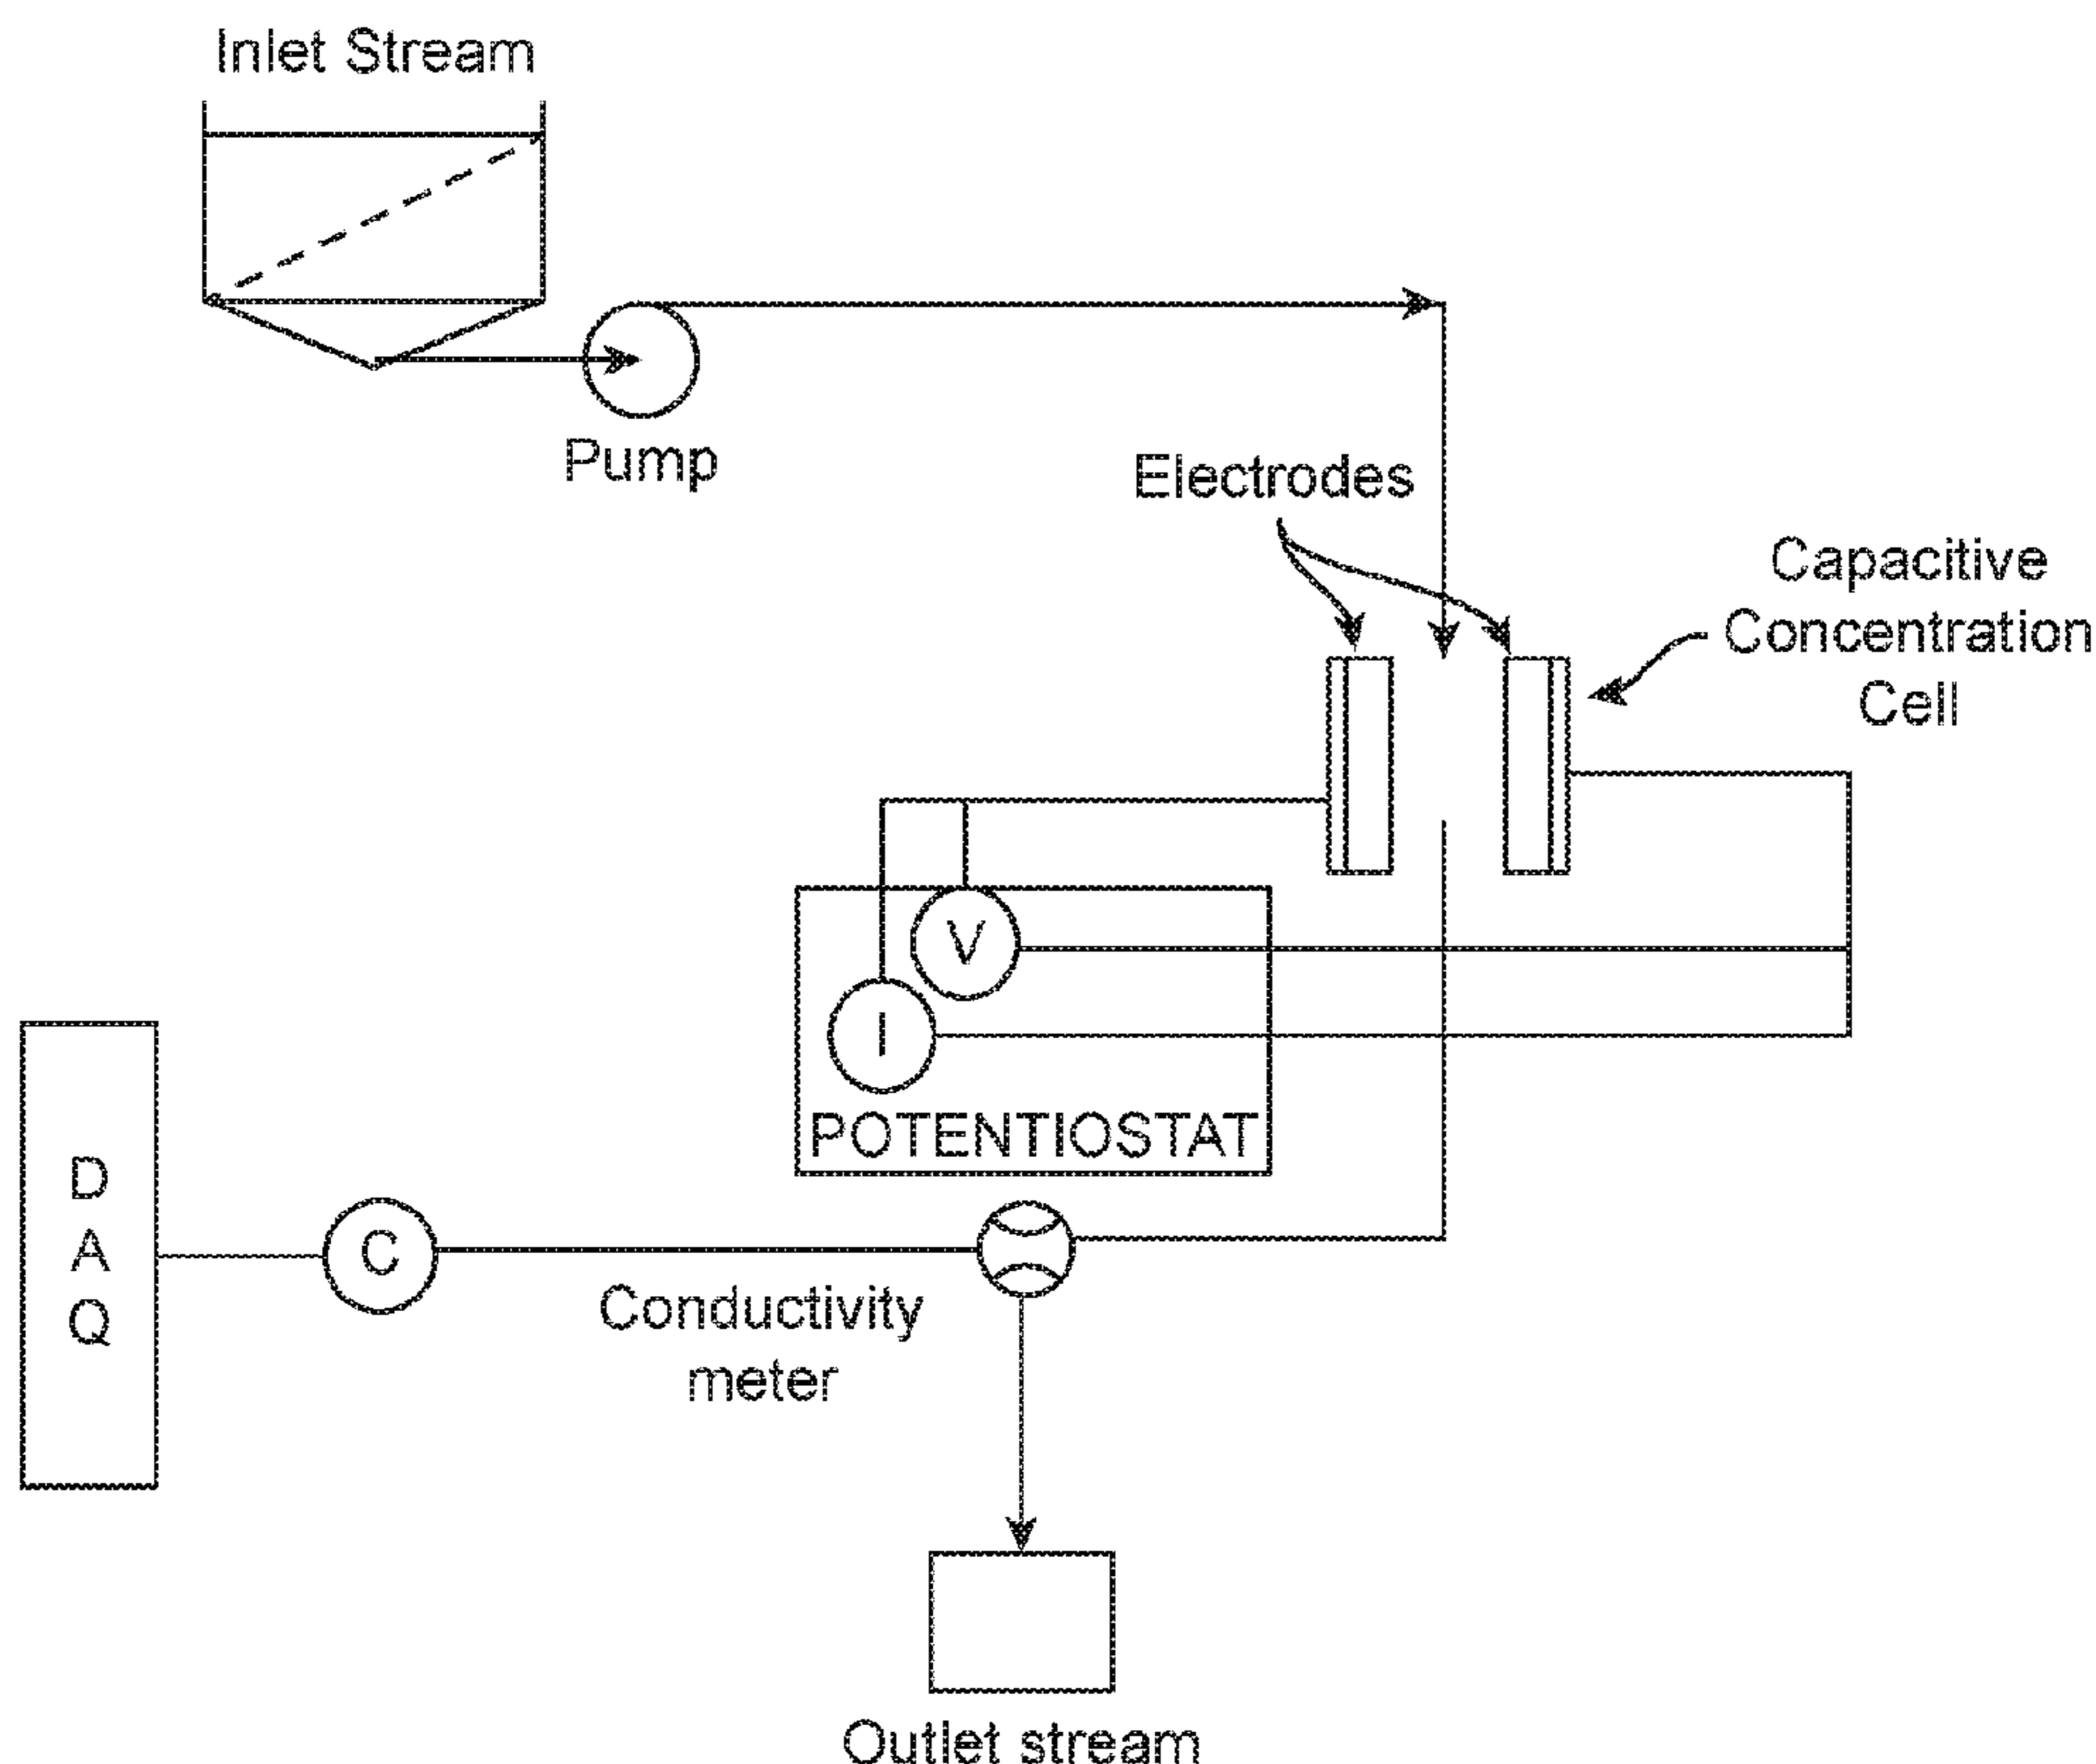 Inlet Stream
Pump
Electrodes
Capacitive
Concentration
Cell
V
I
POTENTIOSTAT
D
A
Q
C
Conductivity
meter
Outlet stream